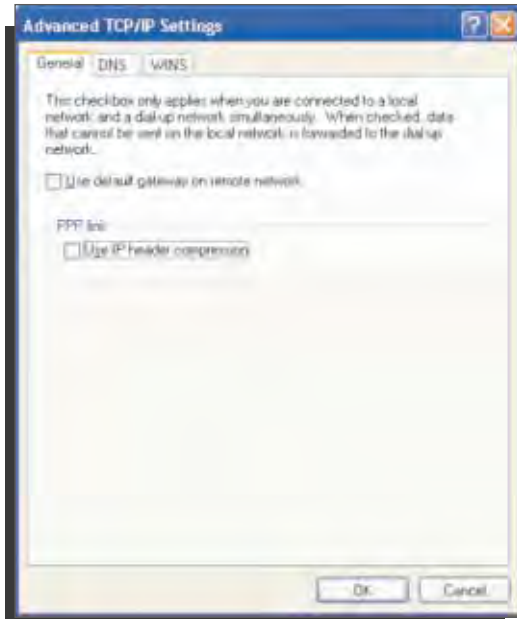 Advanced TCP/IP Settings
General DNS WINS
This checkbox only applies when you are connected to a local
network and a dial-up network simultaneously. When checked, data
that cannot be sent on the local network is forwarded to the dial-up
network.
Use default gateway on remote network
PPP link
Use IP header compression
OK Cancel